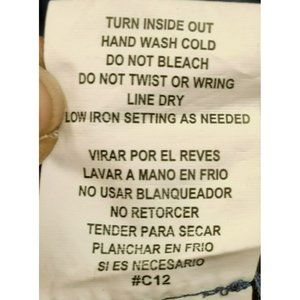 TURN INSIDE OUT
HAND WASH COLD
DO NOT BLEACH
DO NOT TWIST OR WRING
LINE DRY
LOW IRON SETTING AS NEEDED
VIRAR POR EL REVES
LAVAR A MANO EN FRIO
NO USAR BLANQUEADOR
NO RETORCER
TENDER PARA SECAR
PLANCHAR EN FRIO
SI ES NECESARIO
#C12